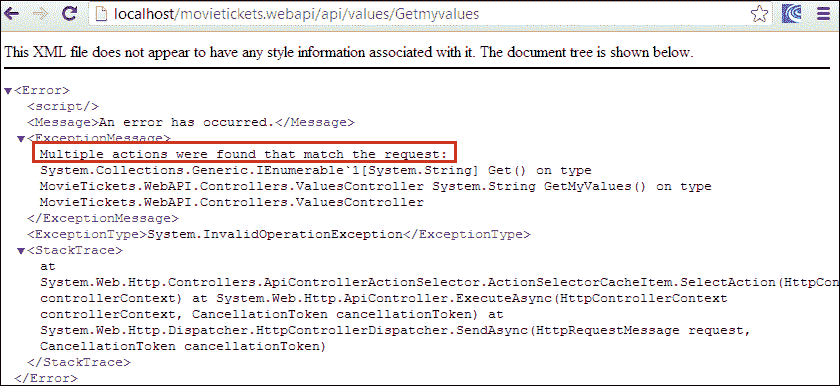 localhost/movietickets.webapi/api/values/Getmyvalues
This XML file does not appear to have any style information associated with it. The document tree is shown below.
▼<Error>
<script/>
<Message>An error has occurred.</Message>
▼<ExceptionMessage>
Multiple actions were found that match the request:
System.Collections.Generic.IEnumerable`1[System.String] Get() on type
MovieTickets.WebAPI.Controllers.ValuesController System.String GetMyValues() on type
MovieTickets.WebAPI.Controllers.ValuesController
</ExceptionMessage>
<ExceptionType>System.InvalidOperationException</ExceptionType>
▼<StackTrace>
at
System.Web.Http.Controllers.ApiControllerActionSelector.ActionSelectorCacheItem.SelectAction(HttpCon
controllerContext) at System.Web.Http.ApiController.ExecuteAsync(HttpControllerContext
controllerContext, CancellationToken cancellationToken) at
System.Web.Http.Dispatcher.HttpControllerDispatcher.SendAsync(HttpRequestMessage request,
CancellationToken cancellationToken)
</StackTrace>
</Error>